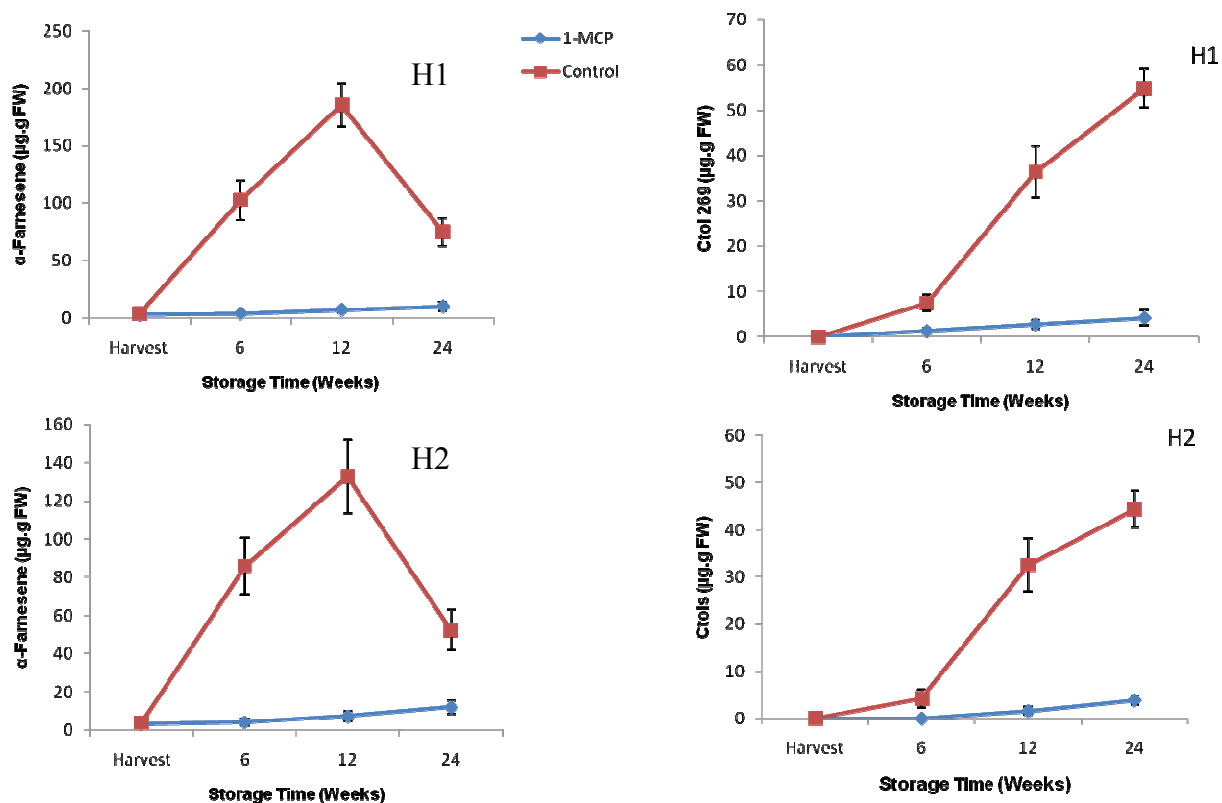 250
200
150
100
50
0
α-Farnesene (µg.g FW)
H1
1-MCP
Control
Harvest 6 12 24
Storage Time (Weeks)
70
60
50
40
30
20
10
0
Ctol 269 (µg.g FW)
H1
Harvest 6 12 24
Storage Time (Weeks)
160
140
120
100
80
60
40
20
0
α-Farnesene (µg.g FW)
H2
Harvest 6 12 24
Storage Time (Weeks)
60
50
40
30
20
10
0
Ctols (µg.g FW)
H2
Harvest 6 12 24
Storage Time (Weeks)